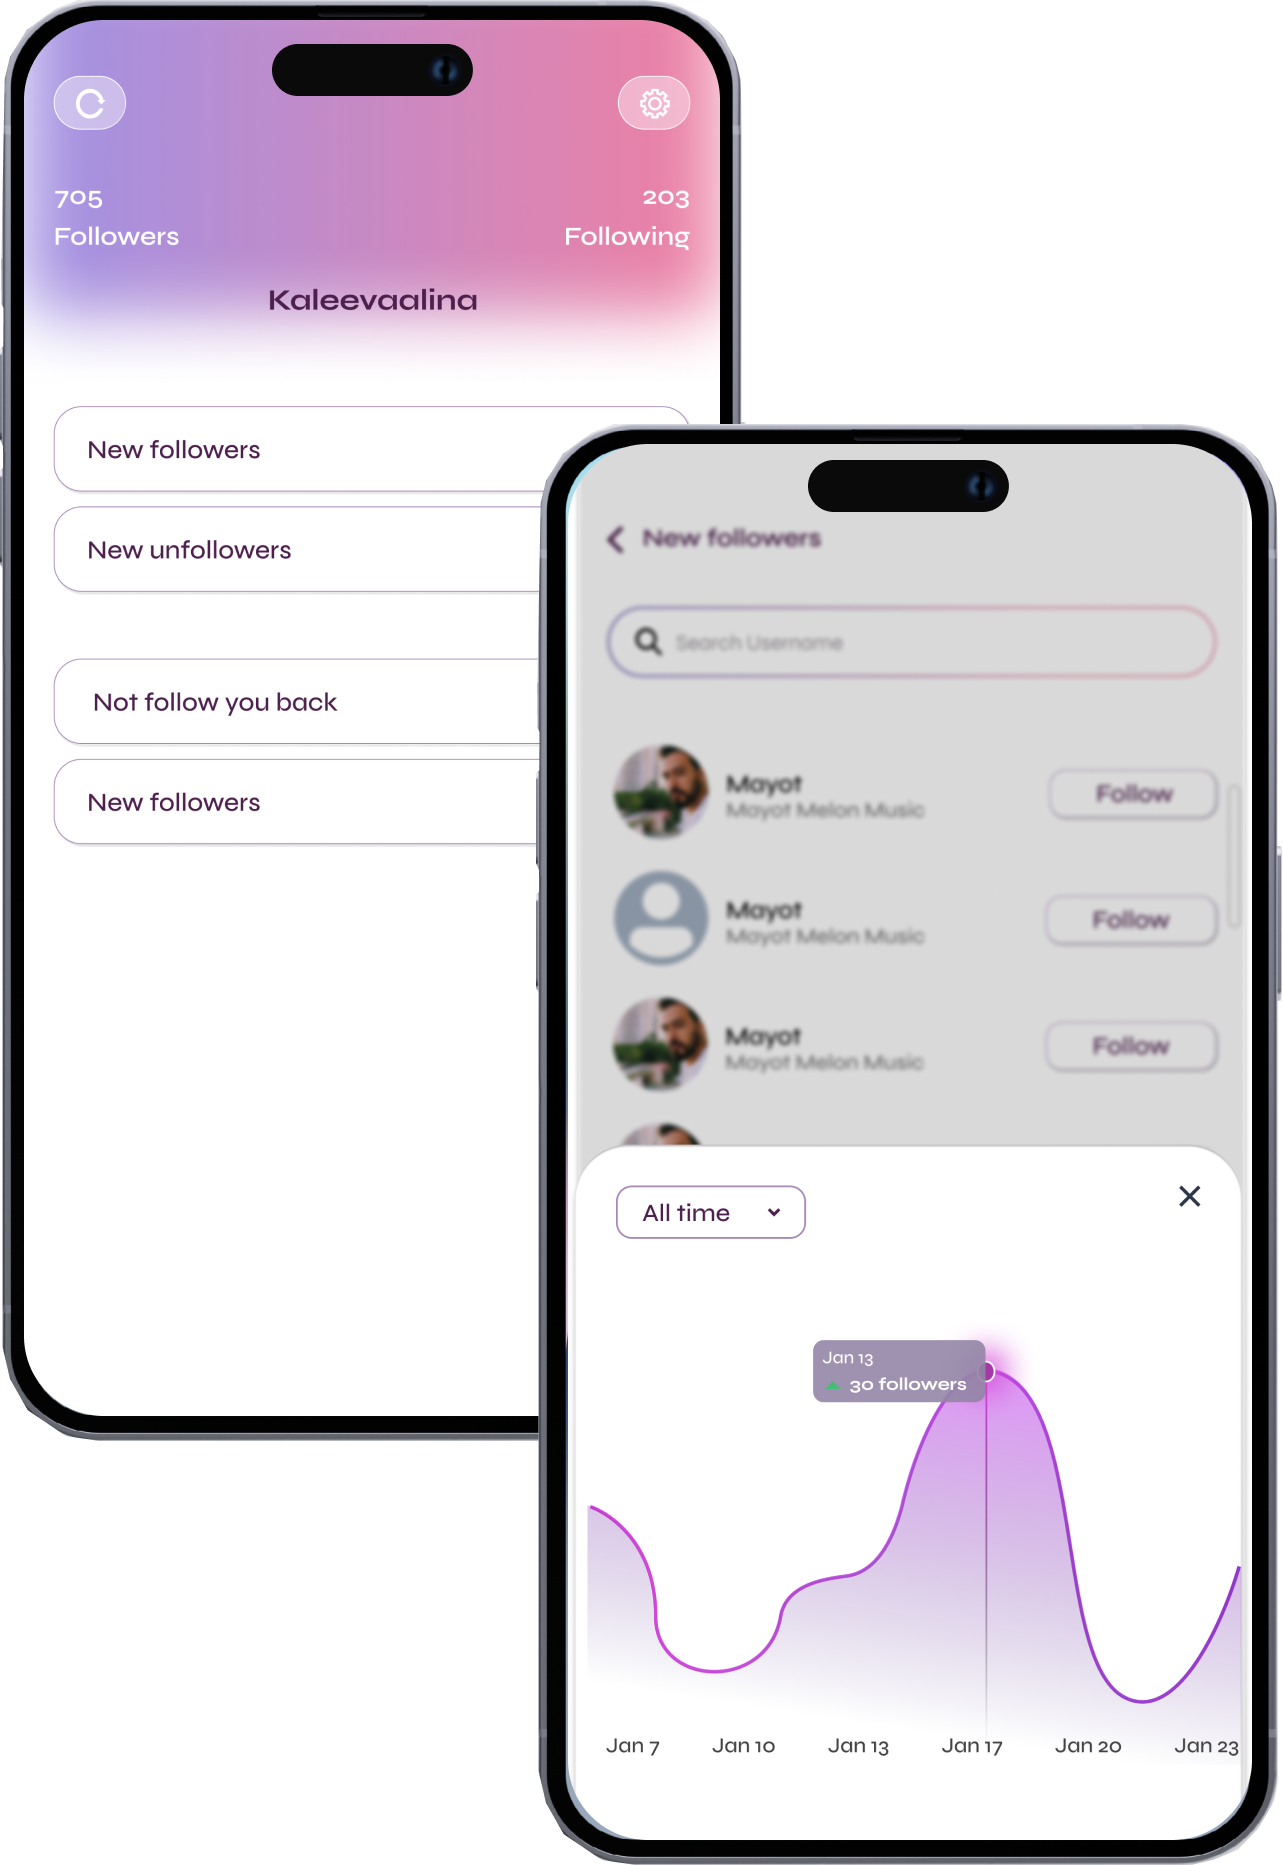 705
Followers
203
Following
Kaleevaalina
New followers
New unfollowers
Not follow you back
New followers
New followers
Search Username
Mayot
Mayot Melon Music
Follow
Mayot
Mayot Melon Music
Follow
Mayot
Mayot Melon Music
Follow
All time
Jan 13
30 followers
Jan 7
Jan 10
Jan 13
Jan 17
Jan 20
Jan 23